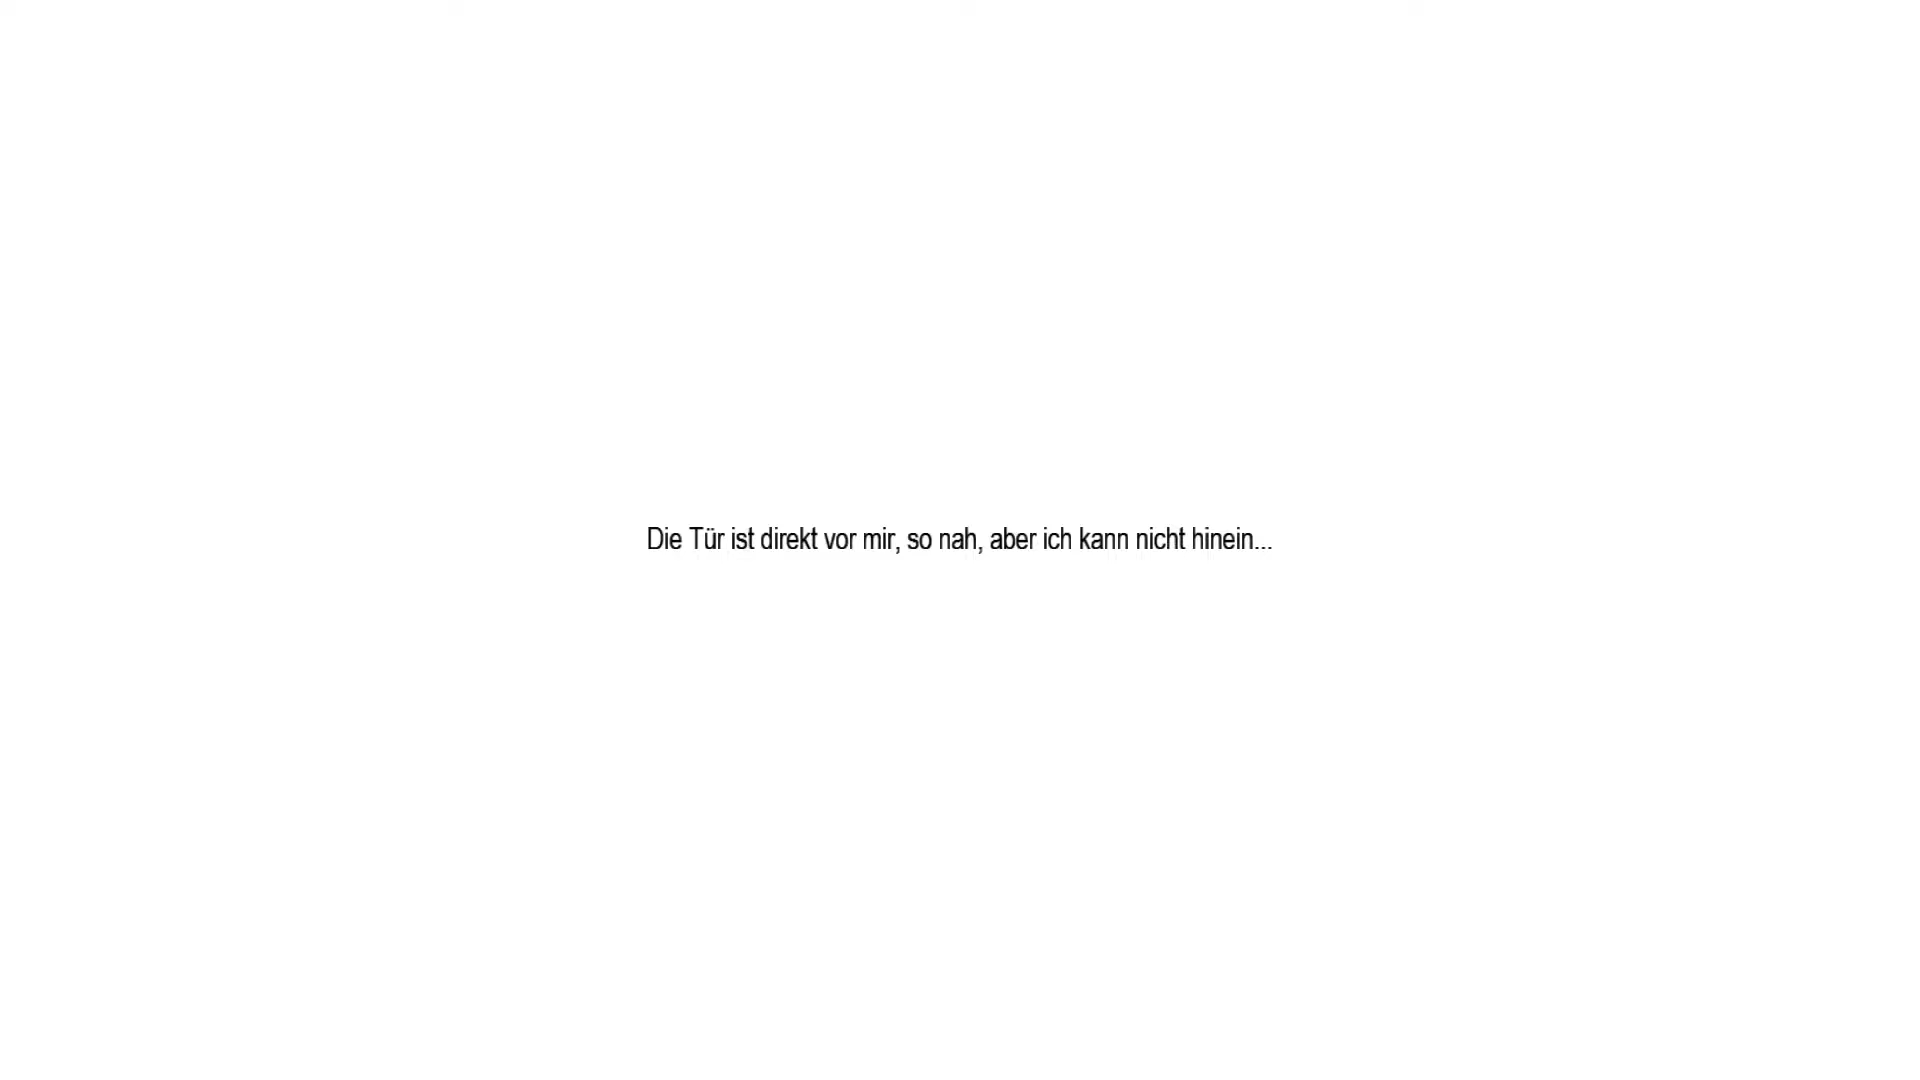 Die Tür ist direkt vor mir, so nah, aber ich kann nicht hinein...